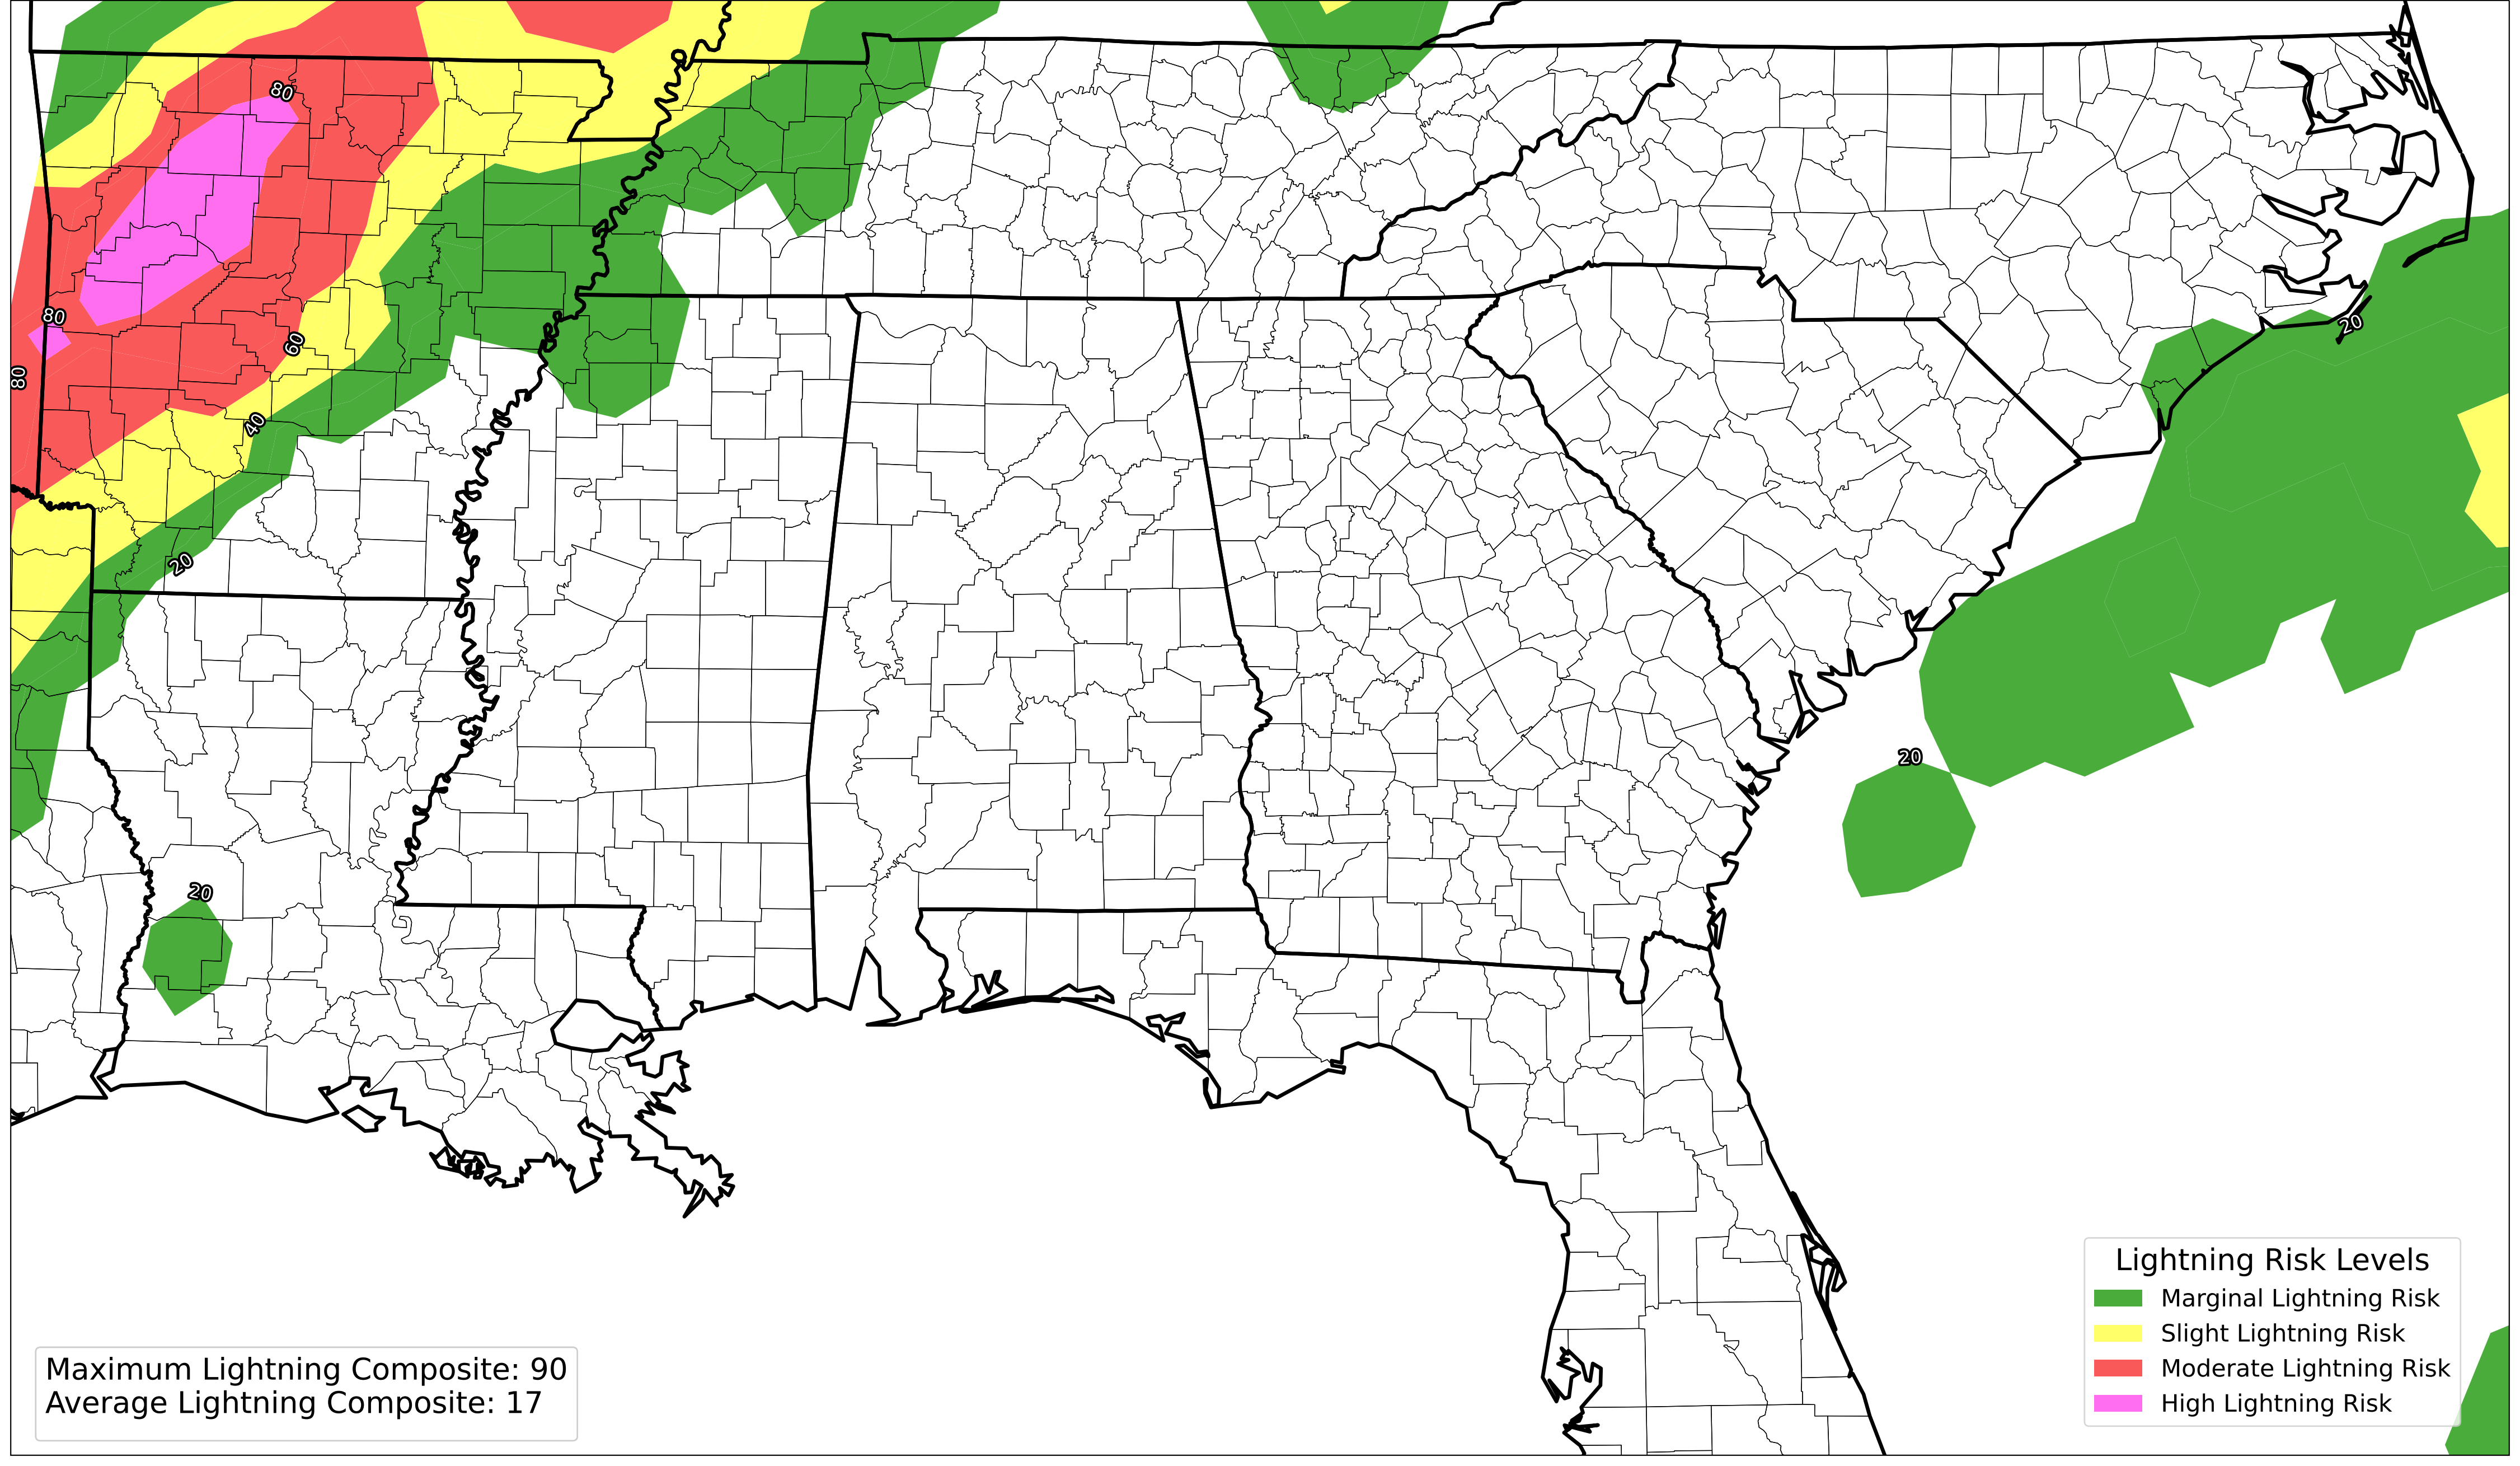 80
80
80
60
40
20
20
20
20
Maximum Lightning Composite: 90
Average Lightning Composite: 17
Lightning Risk Levels
Marginal Lightning Risk
Slight Lightning Risk
Moderate Lightning Risk
High Lightning Risk